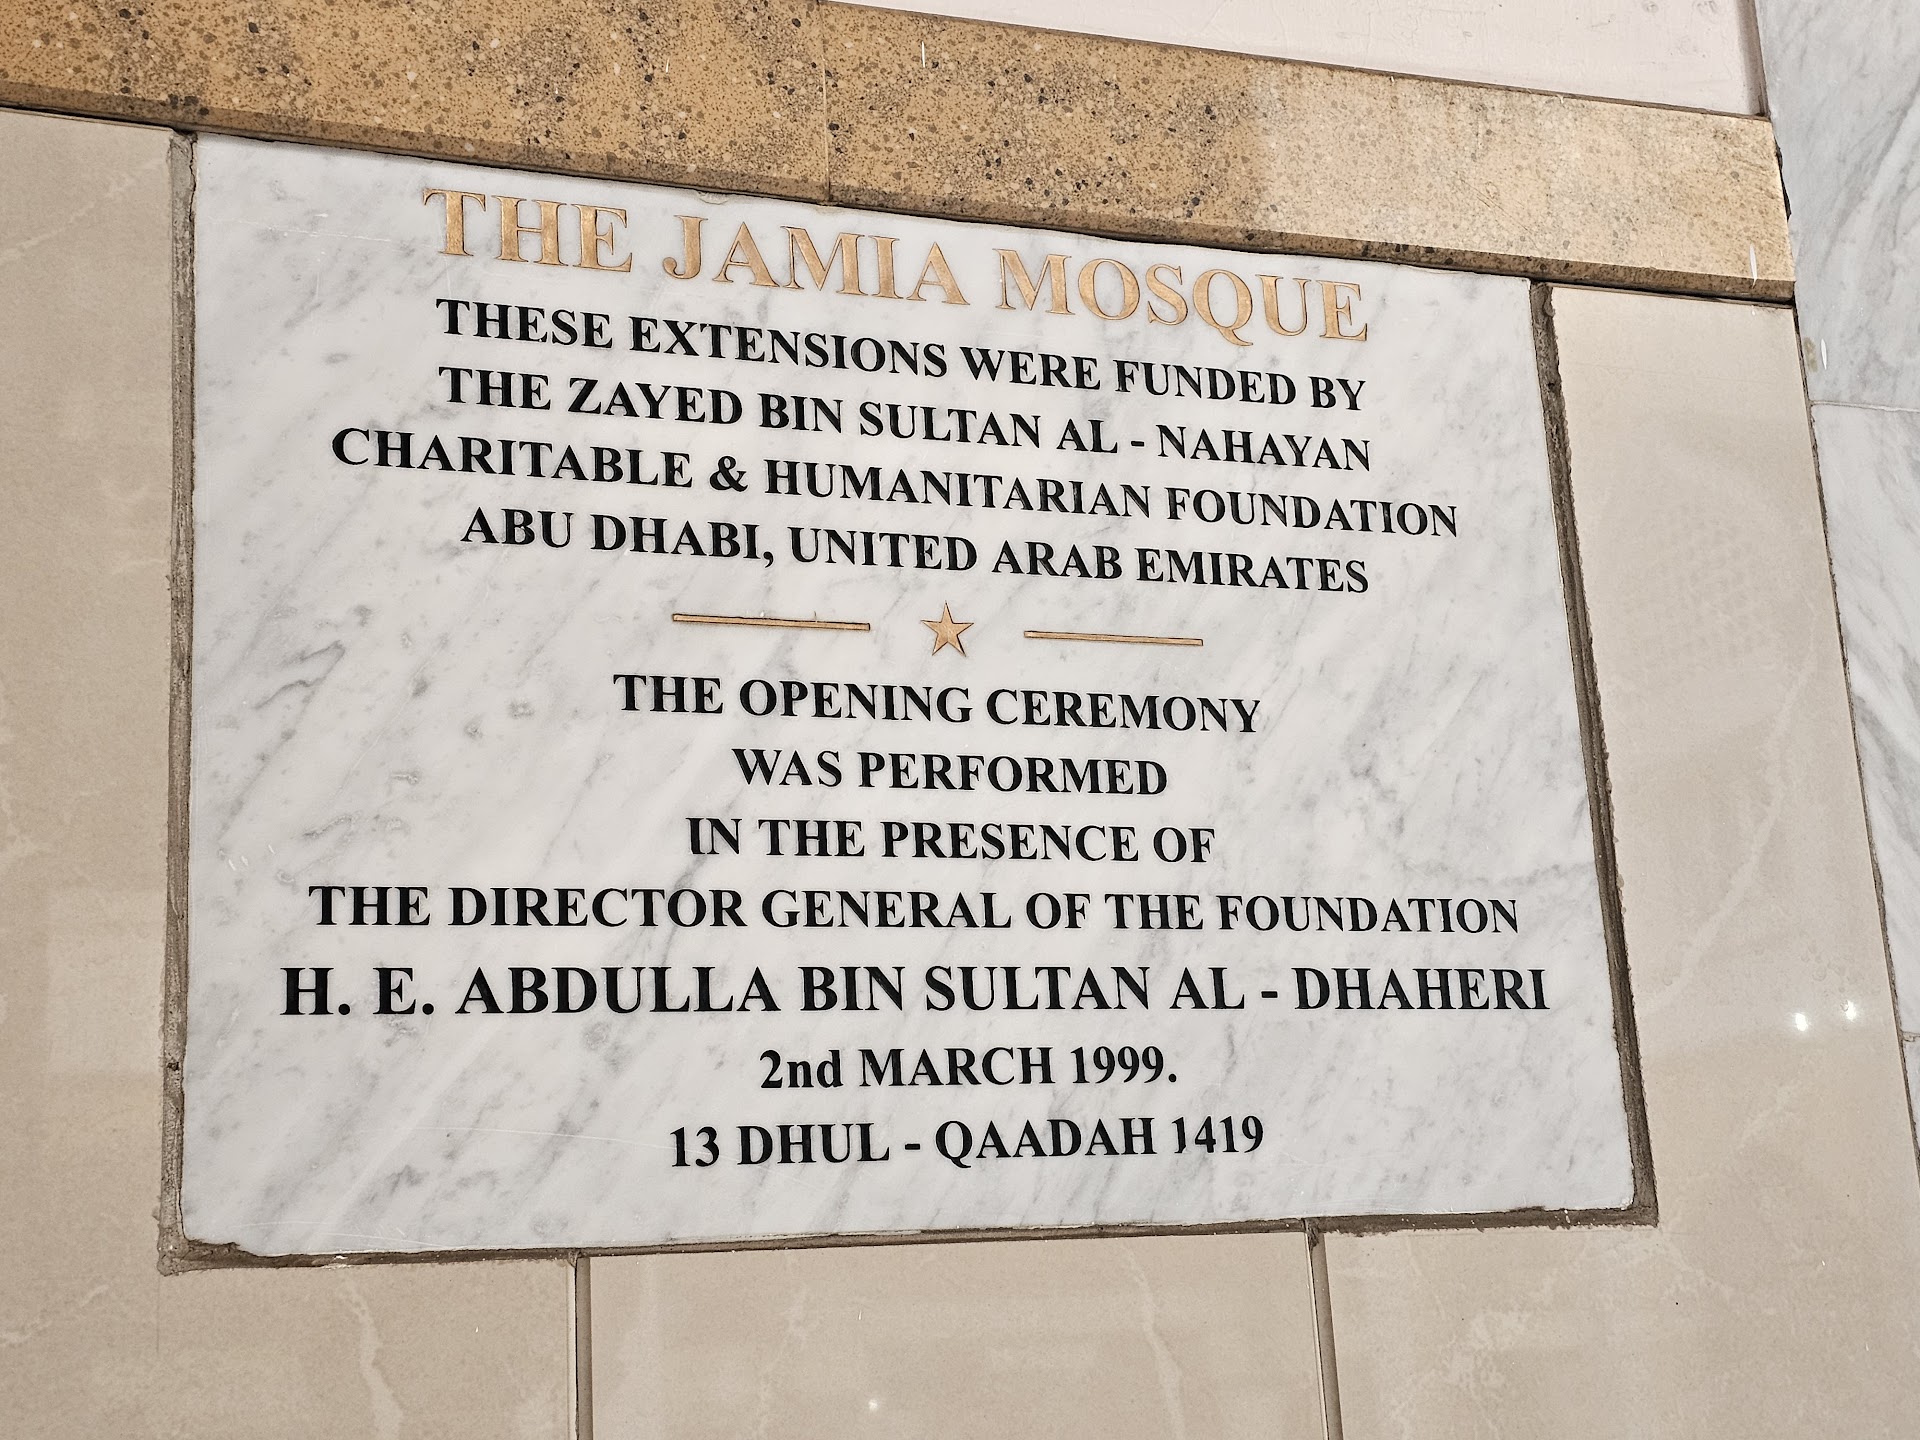 THE JAMIA MOSQUE
THESE EXTENSIONS WERE FUNDED BY
THE ZAYED BIN SULTAN AL - NAHAYAN
CHARITABLE & HUMANITARIAN FOUNDATION
ABU DHABI, UNITED ARAB EMIRATES
THE OPENING CEREMONY
WAS PERFORMED
IN THE PRESENCE OF
THE DIRECTOR GENERAL OF THE FOUNDATION
H. E. ABDULLA BIN SULTAN AL - DHAHERI
2nd MARCH 1999.
13 DHUL - QAADAH 1419